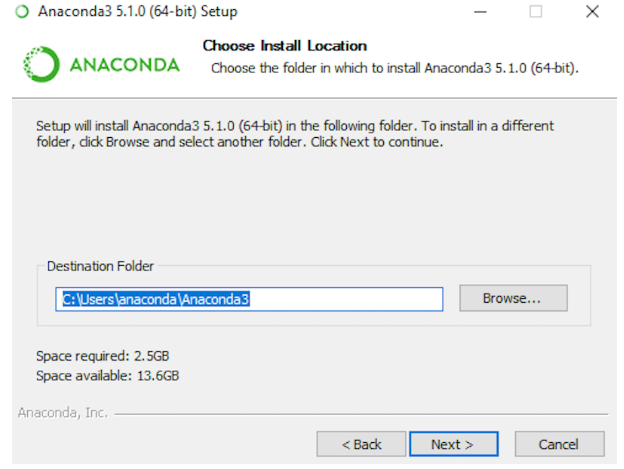 Anaconda3 5.1.0 (64-bit) Setup
ANACONDA
Choose Install Location
Choose the folder in which to install Anaconda3 5.1.0 (64-bit).
Setup will install Anaconda3 5.1.0 (64-bit) in the following folder. To install in a different
folder, click Browse and select another folder. Click Next to continue.
Destination Folder
C:\Users\anaconda\Anaconda3
Browse...
Space required: 2.5GB
Space available: 13.6GB
Anaconda, Inc.
< Back
Next >
Cancel